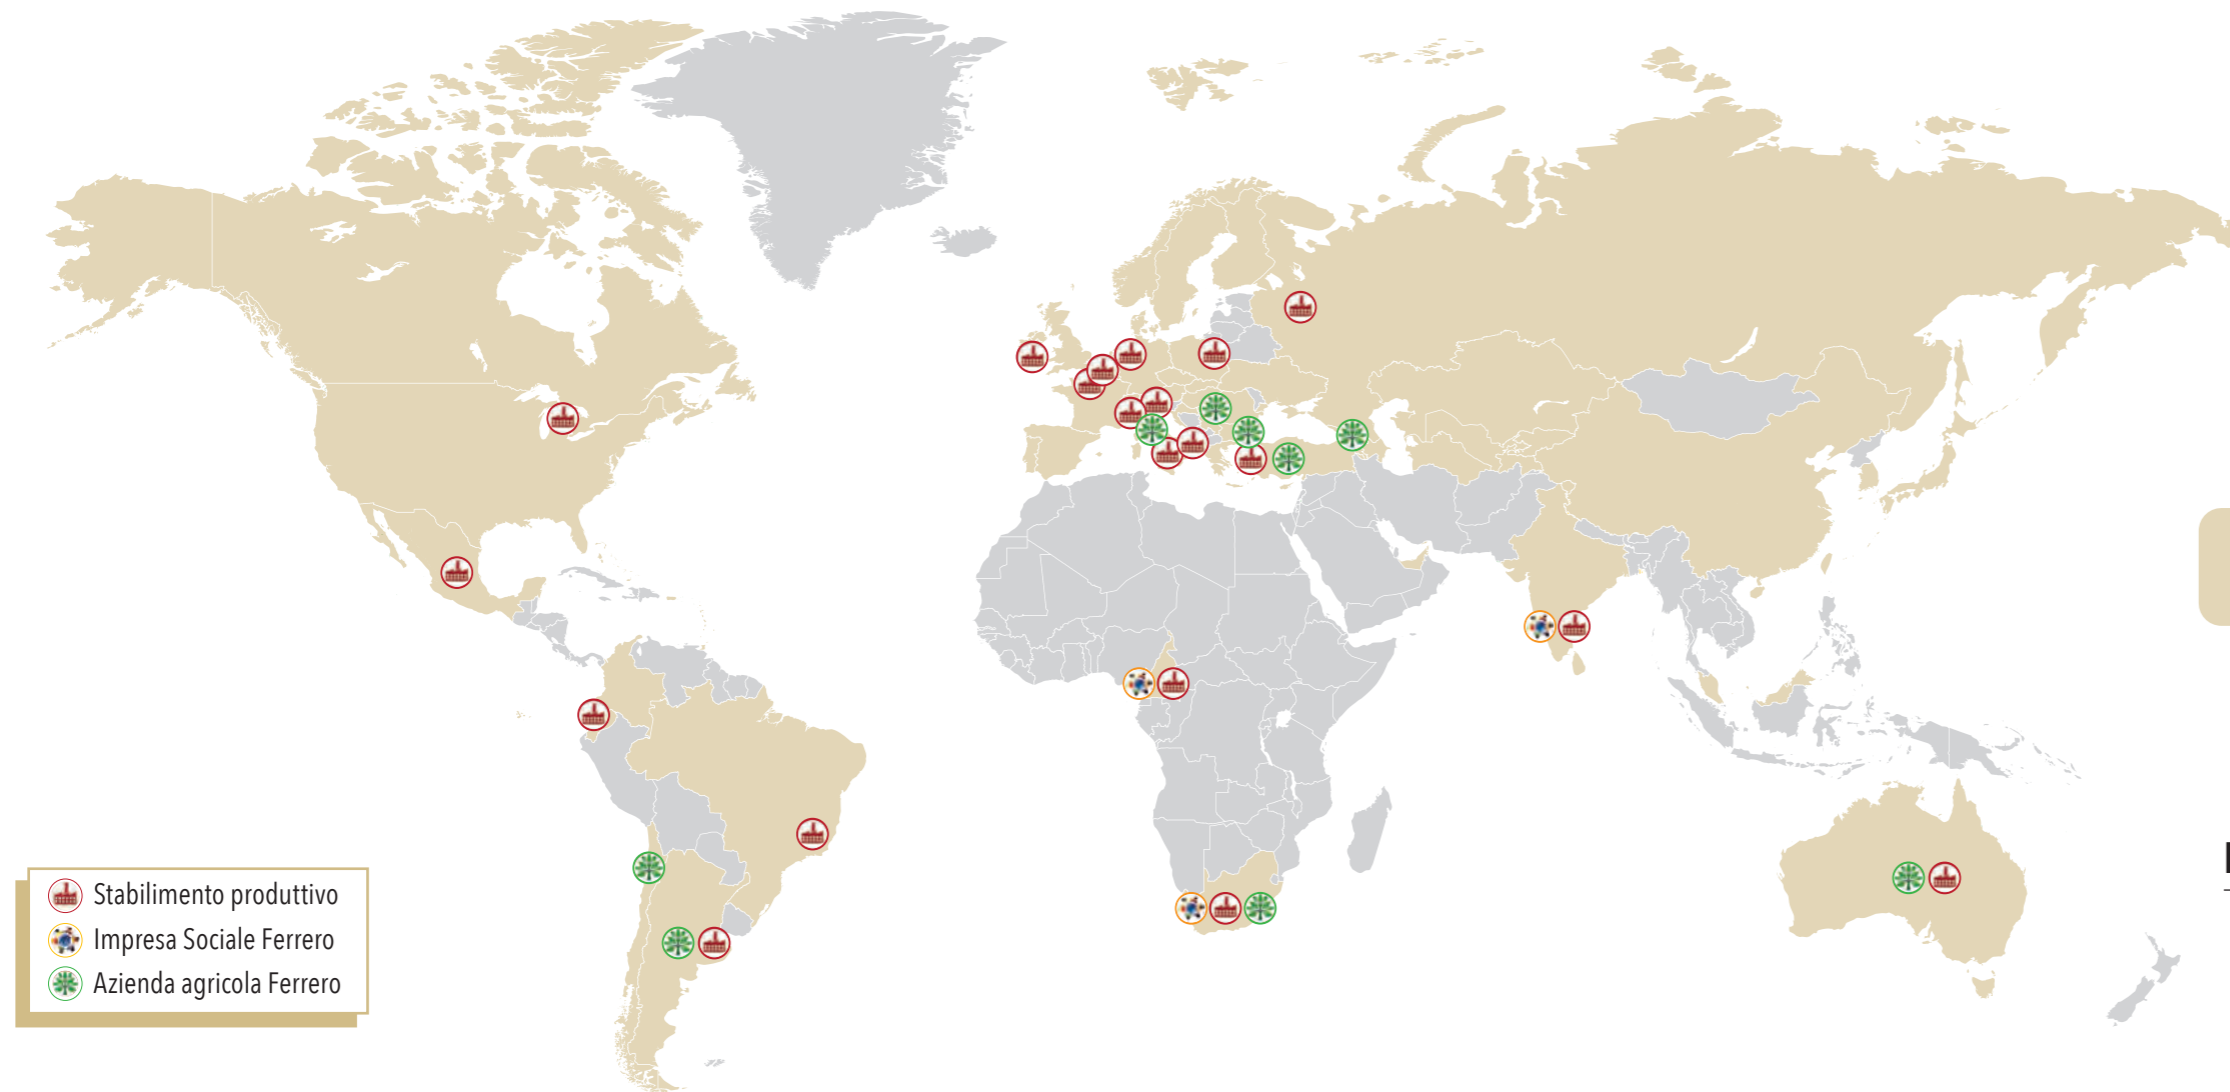 Stabilimento produttivo
Impresa Sociale Ferrero
Azienda agricola Ferrero